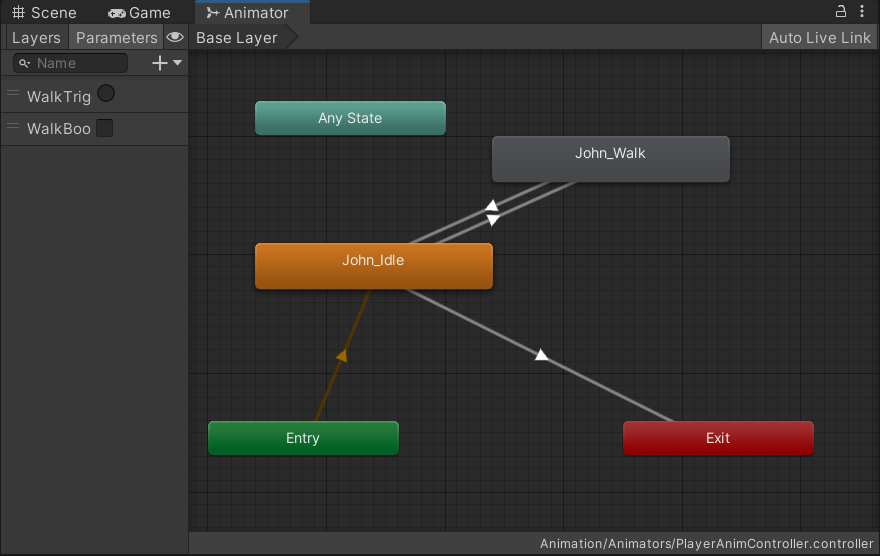 Scene Game Animator
Layers Parameters Base Layer Auto Live Link
Name
WalkTrig
WalkBoo
Any State
John_Walk
John_Idle
Entry
Exit
Animation/Animators/PlayerAnimController.controller